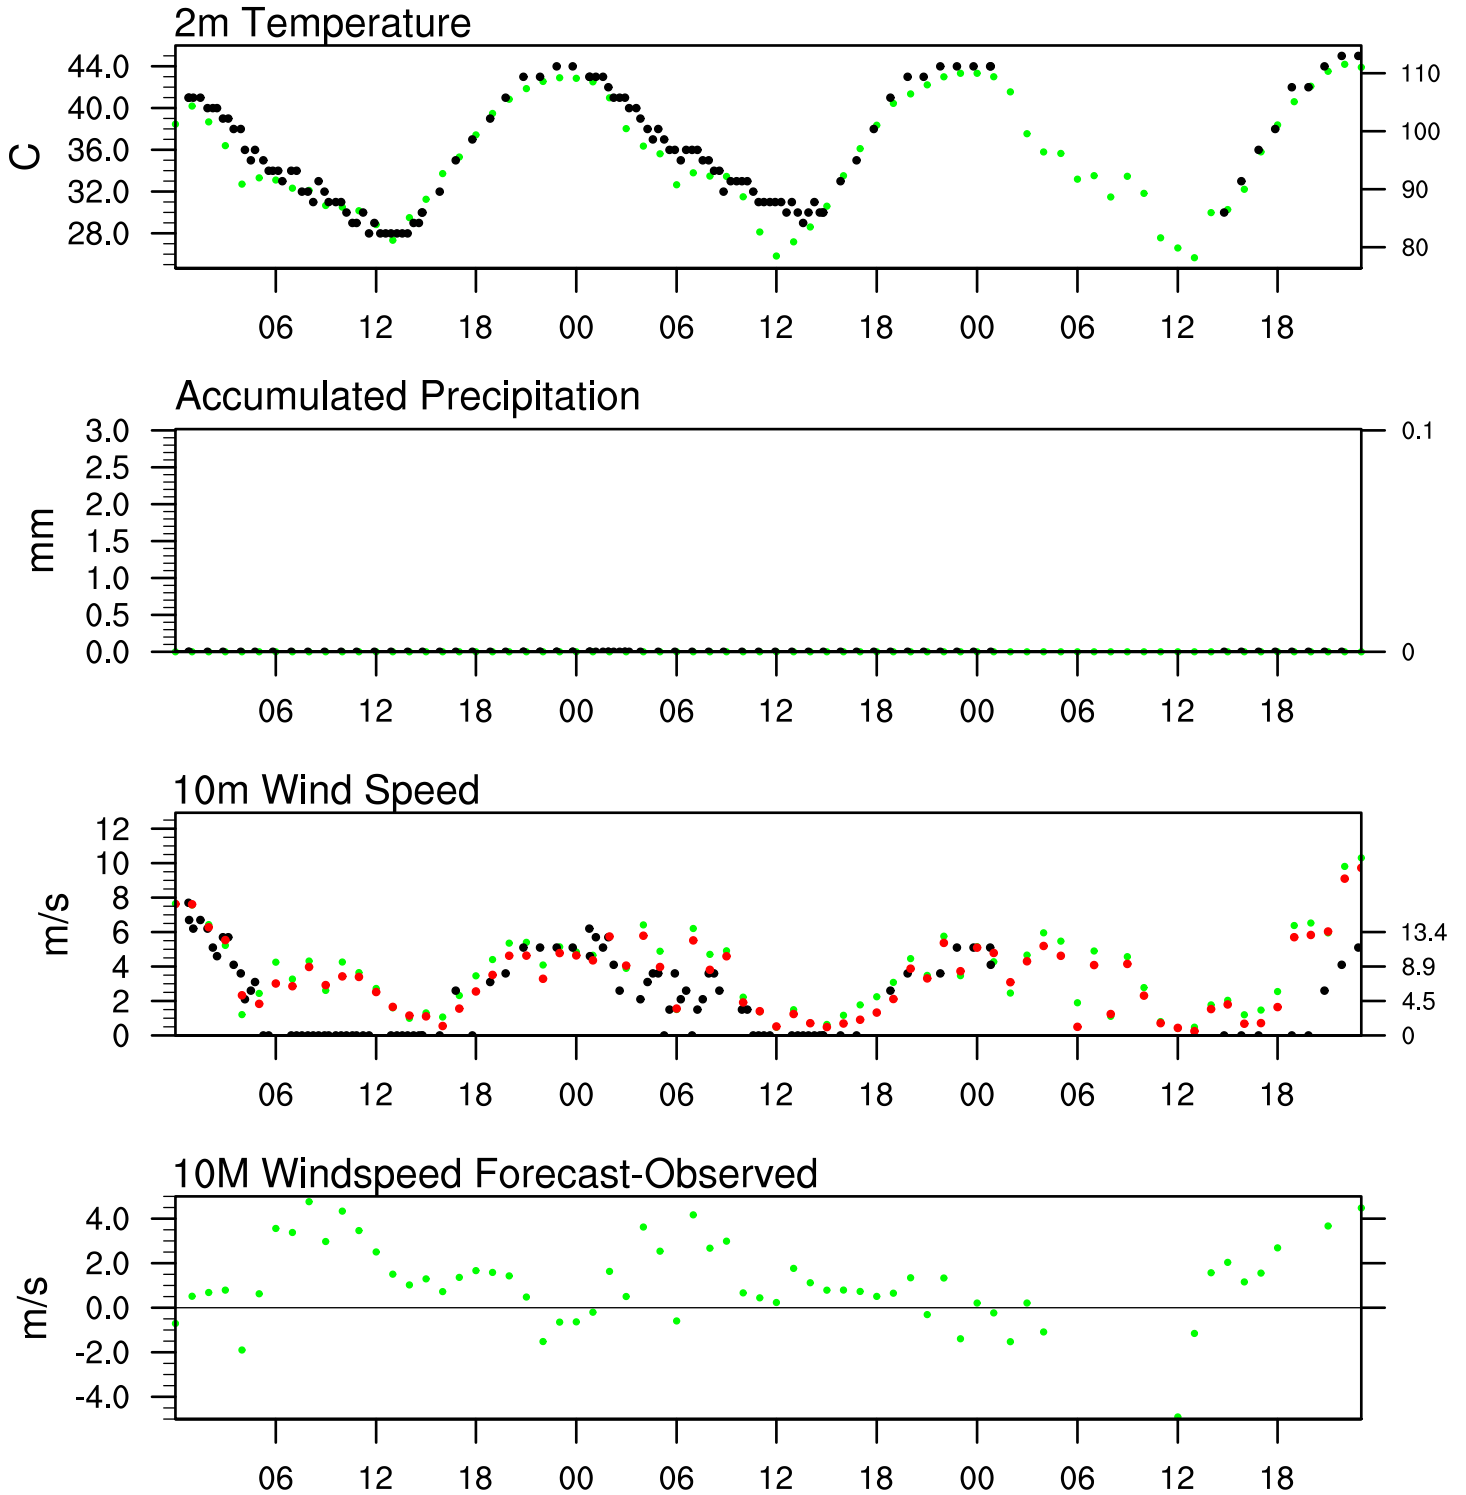 2m Temperature
44.0
40.0
36.0
32.0
28.0
C
110
100
90
80
06 12 18 00 06 12 18 00 06 12 18
Accumulated Precipitation
3.0
2.5
2.0
1.5
1.0
0.5
0.0
mm
0.1
0
06 12 18 00 06 12 18 00 06 12 18
10m Wind Speed
12
10
8
6
4
2
0
m/s
13.4
8.9
4.5
0
06 12 18 00 06 12 18 00 06 12 18
10M Windspeed Forecast-Observed
4.0
2.0
0.0
-2.0
-4.0
m/s
06 12 18 00 06 12 18 00 06 12 18